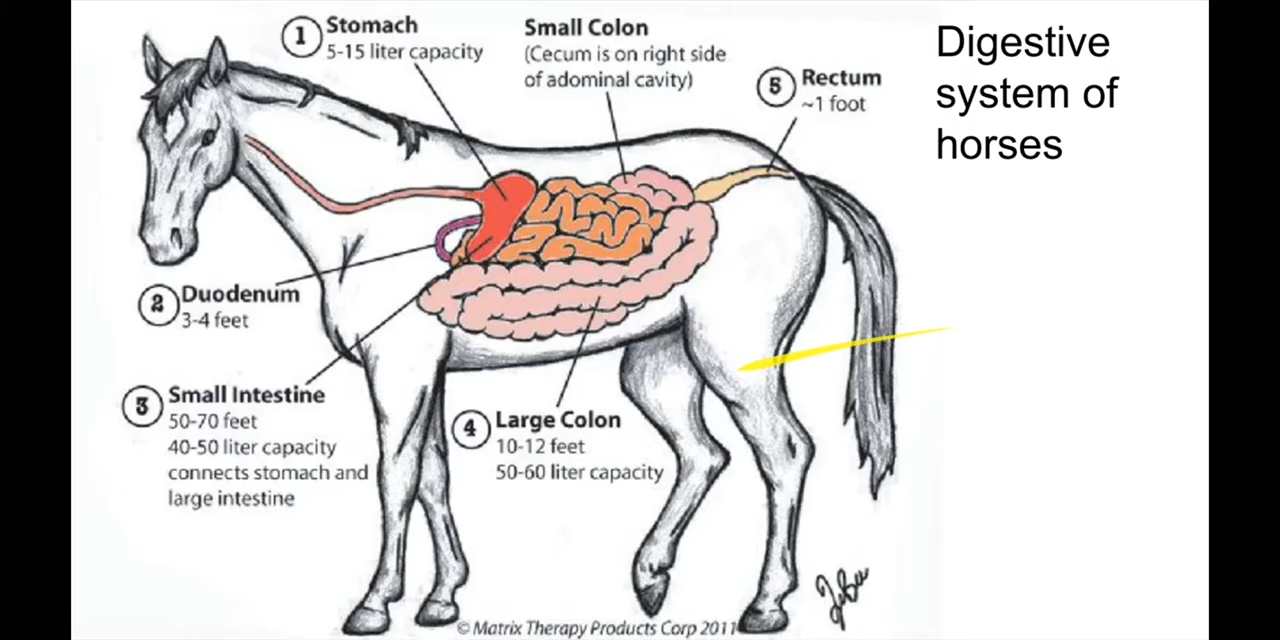 1
Stomach
5-15 liter capacity
Small Colon
(Cecum is on right side
of adominal cavity)
5
Rectum
~1 foot
Digestive
system of
horses
2
Duodenum
3-4 feet
3
Small Intestine
50-70 feet
40-50 liter capacity
connects stomach and
large intestine
4
Large Colon
10-12 feet
50-60 liter capacity
© Matrix Therapy Products Corp 2011